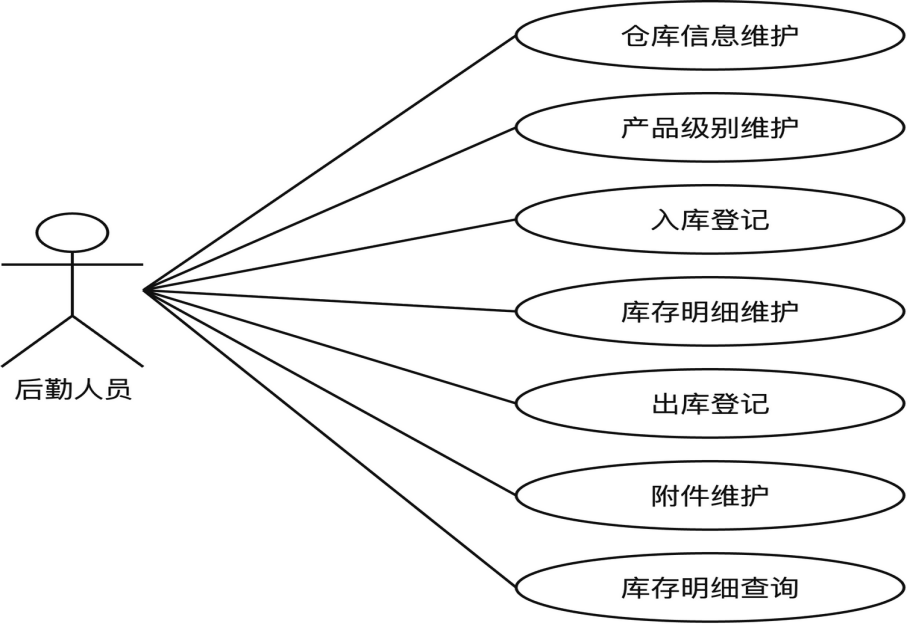 仓库信息维护
产品级别维护
入库登记
库存明细维护
后勤人员
出库登记
附件维护
库存明细查询